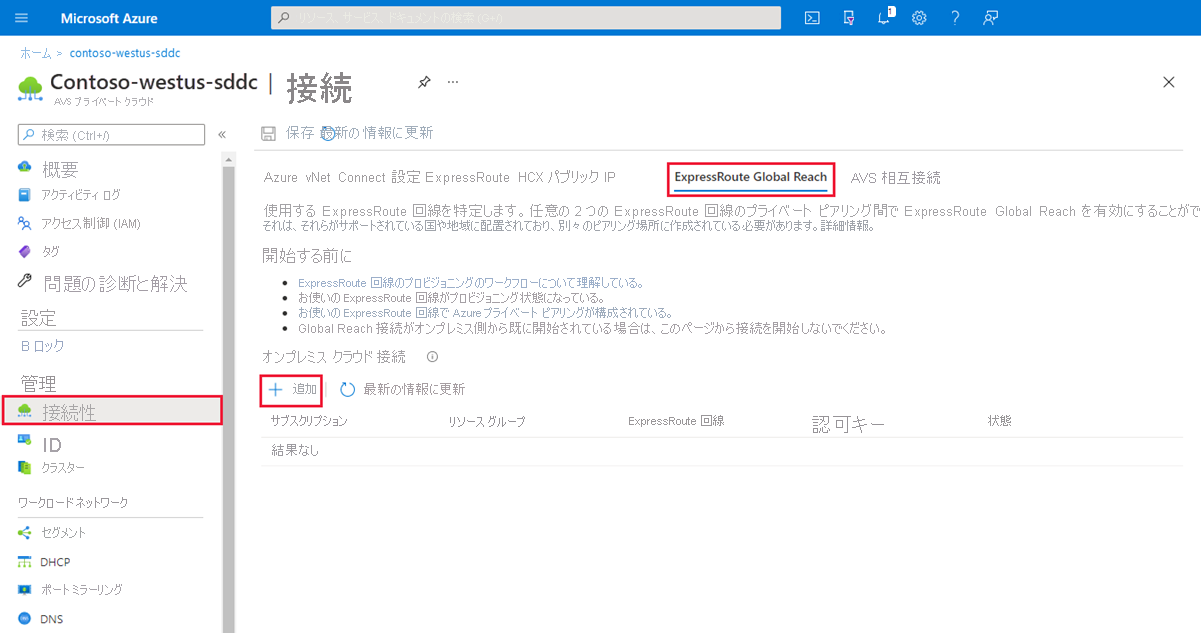 Microsoft Azure
リソース、サービス、ドキュメントの検索 (G+/)
1
ホーム > contoso-westus-sddc
Contoso-westus-sddc | 接続
AVS プライベート クラウド
検索 (Ctrl+/)
概要
アクティビティ ログ
アクセス制御 (IAM)
タグ
問題の診断と解決
設定
B ロック
管理
接続性
ID
クラスター
ワークロード ネットワーク
セグメント
DHCP
ポート ミラーリング
DNS
保存 最新の情報に更新
Azure vNet Connect 設定 ExpressRoute HCX パブリック IP ExpressRoute Global Reach AVS 相互接続
使用する ExpressRoute 回線を特定します。任意の 2 つの ExpressRoute 回線のプライベート ピアリング間で ExpressRoute Global Reach を有効にすることがで
それは、それらがサポートされている国や地域に配置されており、別々のピアリング場所に作成されている必要があります。詳細情報。
開始する前に
• ExpressRoute 回線のプロビジョニングのワークフローについて理解している。
• お使いの ExpressRoute 回線がプロビジョニング状態になっている。
• お使いの ExpressRoute 回線で Azure プライベート ピアリングが構成されている。
• Global Reach 接続がオンプレミス側から既に開始されている場合は、このページから接続を開始しないでください。
オンプレミス クラウド 接続
+ 追加 最新の情報に更新
サブスクリプション リソース グループ ExpressRoute 回線 認可キー 状態
結果なし